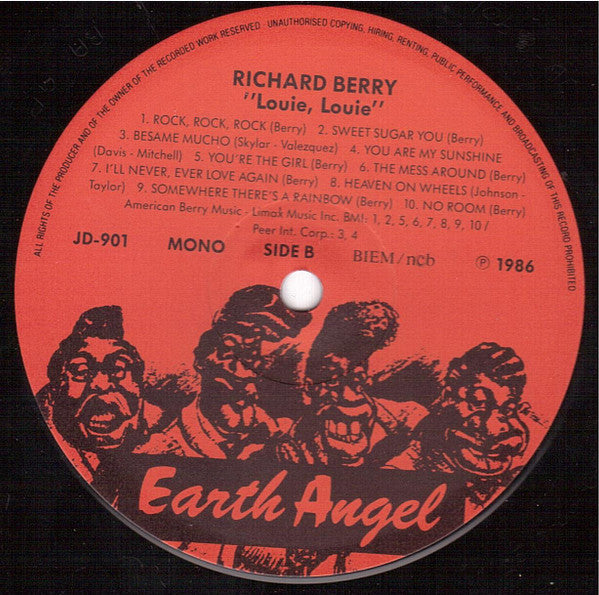 ALL RIGHTS OF THE PRODUCER AND OF THE OWNER OF THE RECORDED WORK RESERVED UNAUTHORISED COPYING, HIRING, RENTING, PUBLIC PERFORMANCE AND BROADCASTING OF THIS RECORD PROHIBITED
RICHARD BERRY
"Louie, Louie"
1. ROCK, ROCK, ROCK (Berry) 2. SWEET SUGAR YOU (Berry)
3. BESAME MUCHO (Skylar - Valezquez) 4. YOU ARE MY SUNSHINE
(Davis - Mitchell) 5. YOU'RE THE GIRL (Berry) 6. THE MESS AROUND (Berry)
7. I'LL NEVER, EVER LOVE AGAIN (Berry) 8. HEAVEN ON WHEELS (Johnson -
Taylor) 9. SOMEWHERE THERE'S A RAINBOW (Berry) 10. NO ROOM (Berry)
American Berry Music - Limax Music Inc. BM!: 1, 2, 5, 6, 7, 8, 9, 10 /
Peer Int. Corp.: 3, 4
JD-901 MONO SIDE B BIEM/ncb ℗ 1986
Earth Angel